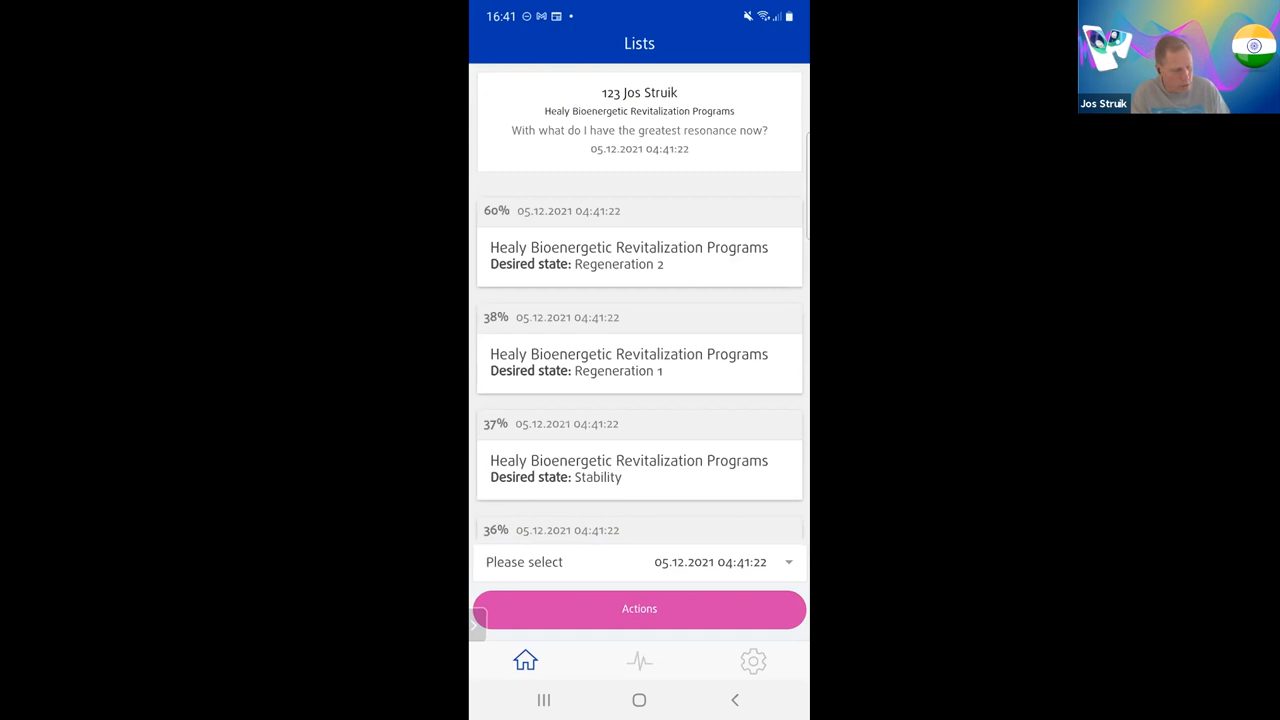 16:41
Lists
123 Jos Struik
Healy Bioenergetic Revitalization Programs
With what do I have the greatest resonance now?
05.12.2021 04:41:22
60% 05.12.2021 04:41:22
Healy Bioenergetic Revitalization Programs
Desired state: Regeneration 2
38% 05.12.2021 04:41:22
Healy Bioenergetic Revitalization Programs
Desired state: Regeneration 1
37% 05.12.2021 04:41:22
Healy Bioenergetic Revitalization Programs
Desired state: Stability
36% 05.12.2021 04:41:22
Please select 05.12.2021 04:41:22
Actions
Jos Struik